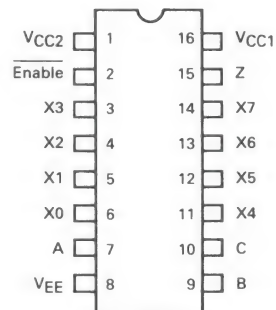 VCC2 1 16 VCC1
Enable 2 15 Z
X3 3 14 X7
X2 4 13 X6
X1 5 12 X5
X0 6 11 X4
A 7 10 C
VEE 8 9 B